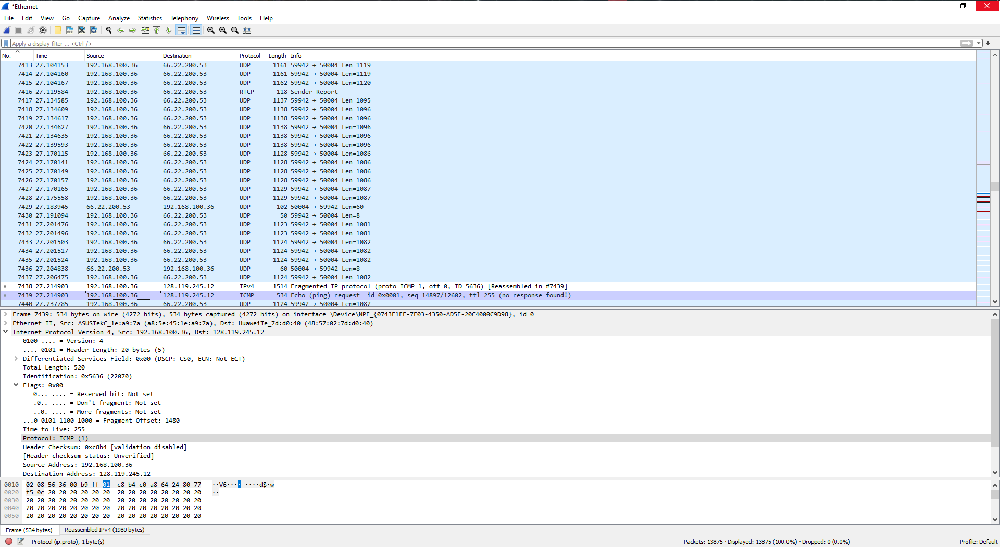 *Ethernet
File Edit View Go Capture Analyze Statistics Telephony Wireless Tools Help
Apply a display filter ... <Ctrl-/>
No. Time Source Destination Protocol Length Info
7413 27.104153 192.168.100.36 66.22.200.53 UDP 1161 59942 → 50004 Len=1119
7414 27.104160 192.168.100.36 66.22.200.53 UDP 1161 59942 → 50004 Len=1119
7415 27.104167 192.168.100.36 66.22.200.53 UDP 1162 59942 → 50004 Len=1120
7416 27.119584 192.168.100.36 66.22.200.53 RTCP 118 Sender Report
7417 27.134585 192.168.100.36 66.22.200.53 UDP 1137 59942 → 50004 Len=1095
7418 27.134609 192.168.100.36 66.22.200.53 UDP 1138 59942 → 50004 Len=1096
7419 27.134617 192.168.100.36 66.22.200.53 UDP 1138 59942 → 50004 Len=1096
7420 27.134627 192.168.100.36 66.22.200.53 UDP 1138 59942 → 50004 Len=1096
7421 27.134635 192.168.100.36 66.22.200.53 UDP 1138 59942 → 50004 Len=1096
7422 27.139593 192.168.100.36 66.22.200.53 UDP 1138 59942 → 50004 Len=1096
7423 27.170115 192.168.100.36 66.22.200.53 UDP 1128 59942 → 50004 Len=1086
7424 27.170141 192.168.100.36 66.22.200.53 UDP 1128 59942 → 50004 Len=1086
7425 27.170149 192.168.100.36 66.22.200.53 UDP 1128 59942 → 50004 Len=1086
7426 27.170157 192.168.100.36 66.22.200.53 UDP 1128 59942 → 50004 Len=1086
7427 27.170165 192.168.100.36 66.22.200.53 UDP 1129 59942 → 50004 Len=1087
7428 27.175558 192.168.100.36 66.22.200.53 UDP 1129 59942 → 50004 Len=1087
7429 27.183945 66.22.200.53 192.168.100.36 UDP 102 50004 → 59942 Len=60
7430 27.191094 192.168.100.36 66.22.200.53 UDP 50 59942 → 50004 Len=8
7431 27.201476 192.168.100.36 66.22.200.53 UDP 1123 59942 → 50004 Len=1081
7432 27.201496 192.168.100.36 66.22.200.53 UDP 1123 59942 → 50004 Len=1081
7433 27.201503 192.168.100.36 66.22.200.53 UDP 1124 59942 → 50004 Len=1082
7434 27.201517 192.168.100.36 66.22.200.53 UDP 1124 59942 → 50004 Len=1082
7435 27.201524 192.168.100.36 66.22.200.53 UDP 1124 59942 → 50004 Len=1082
7436 27.204838 66.22.200.53 192.168.100.36 UDP 60 50004 → 59942 Len=8
7437 27.206475 192.168.100.36 66.22.200.53 UDP 1124 59942 → 50004 Len=1082
7438 27.214903 192.168.100.36 128.119.245.12 IPv4 1514 Fragmented IP protocol (proto=ICMP 1, off=0, ID=5636) [Reassembled in #7439]
7439 27.214903 192.168.100.36 128.119.245.12 ICMP 534 Echo (ping) request id=0x0001, seq=14897/12602, ttl=255 (no response found!)
7440 27.237785 192.168.100.36 66.22.200.53 UDP 1124 59942 → 50004 Len=1082
Frame 7439: 534 bytes on wire (4272 bits), 534 bytes captured (4272 bits) on interface \Device\NPF_{0743F1EF-7F03-4350-AD5F-20C4000C9D98}, id 0
Ethernet II, Src: ASUSTekC_1e:a9:7a (a8:5e:45:1e:a9:7a), Dst: HuaweiTe_7d:d0:40 (48:57:02:7d:d0:40)
Internet Protocol Version 4, Src: 192.168.100.36, Dst: 128.119.245.12
0100 .... = Version: 4
.... 0101 = Header Length: 20 bytes (5)
Differentiated Services Field: 0x00 (DSCP: CS0, ECN: Not-ECT)
Total Length: 520
Identification: 0x5636 (22070)
Flags: 0x00
0... .... = Reserved bit: Not set
.0.. .... = Don't fragment: Not set
..0. .... = More fragments: Not set
...0 0101 1100 1000 = Fragment Offset: 1480
Time to Live: 255
Protocol: ICMP (1)
Header Checksum: 0xc8b4 [validation disabled]
[Header checksum status: Unverified]
Source Address: 192.168.100.36
Destination Address: 128.119.245.12
0010 02 08 56 36 00 b9 ff 01 c8 b4 c0 a8 64 24 80 77 ··V6···· ····d$·w
0020 f5 0c 20 20 20 20 20 20 20 20 20 20 20 20 20 20 ··
0030 20 20 20 20 20 20 20 20 20 20 20 20 20 20 20 20
0040 20 20 20 20 20 20 20 20 20 20 20 20 20 20 20 20
0050 20 20 20 20 20 20 20 20 20 20 20 20 20 20 20 20
Frame (534 bytes) Reassembled IPv4 (1980 bytes)
Protocol (ip.proto), 1 byte(s) Packets: 13875 · Displayed: 13875 (100.0%) · Dropped: 0 (0.0%) Profile: Default